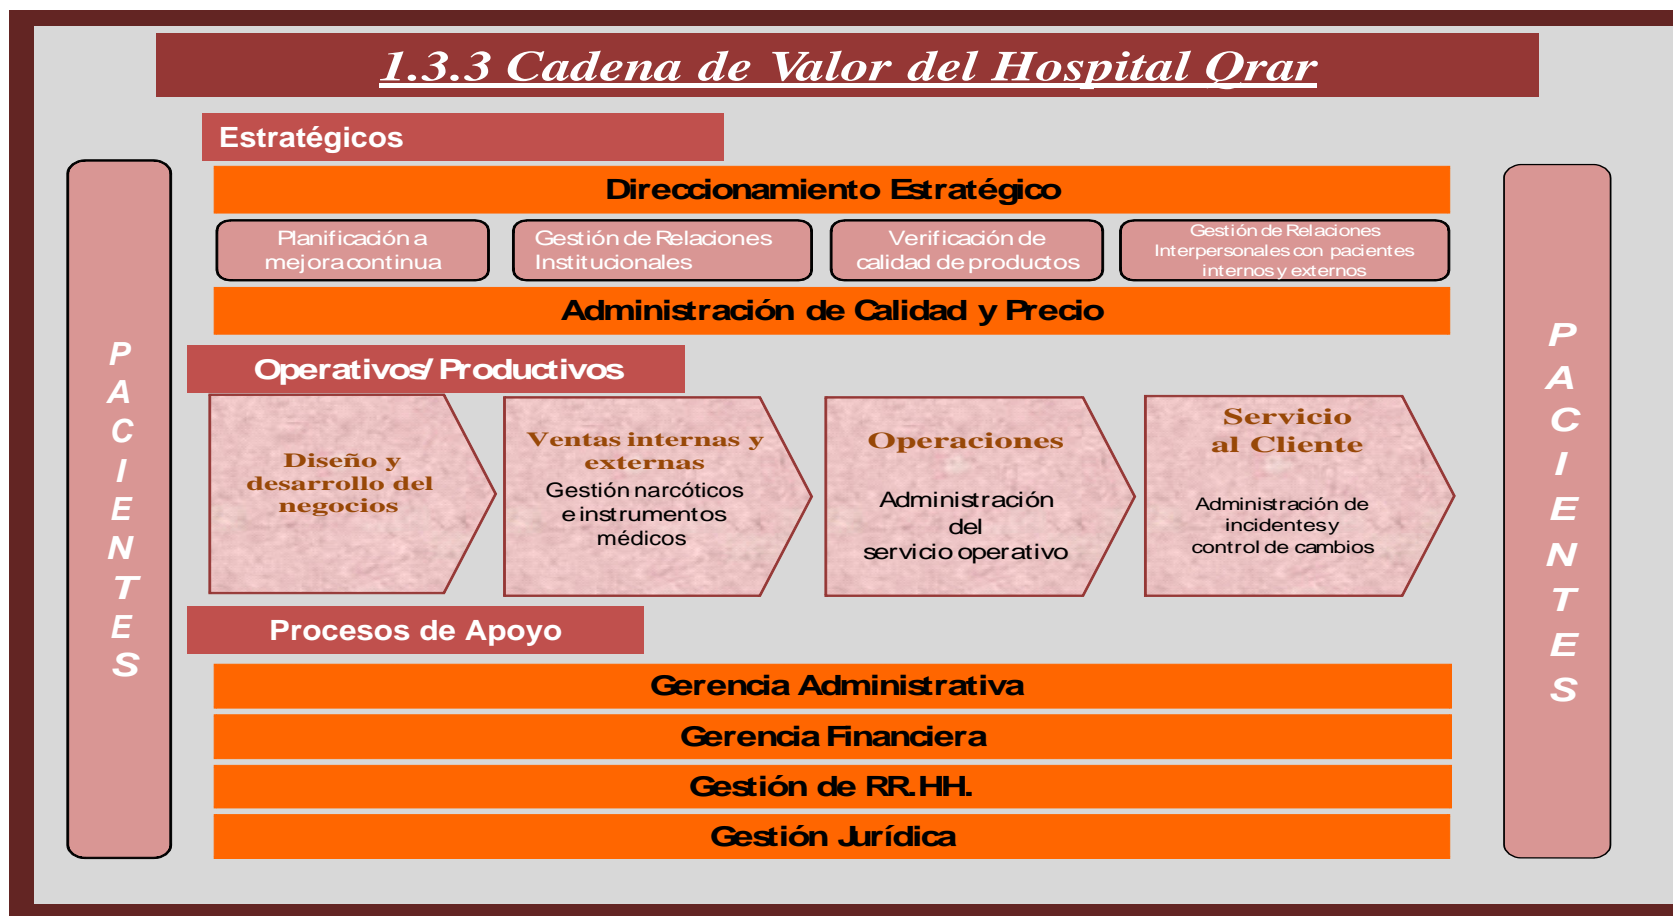 1.3.3 Cadena de Valor del Hospital Qrar
Estratégicos
Direccionamiento Estratégico
Planificación a
mejora continua
Gestión de Relaciones
Institucionales
Verificación de
calidad de productos
Gestión de Relaciones
Interpersonales con pacientes
internos y externos
Administración de Calidad y Precio
Operativos/ Productivos
Diseño y
desarrollo del
negocios
Ventas internas y
externas
Gestión narcóticos
e instrumentos
médicos
Operaciones
Administración
del
servicio operativo
Servicio
al Cliente
Administración de
incidentes y
control de cambios
Procesos de Apoyo
Gerencia Administrativa
Gerencia Financiera
Gestión de RR.HH.
Gestión Jurídica
PACIENTES
PACIENTES